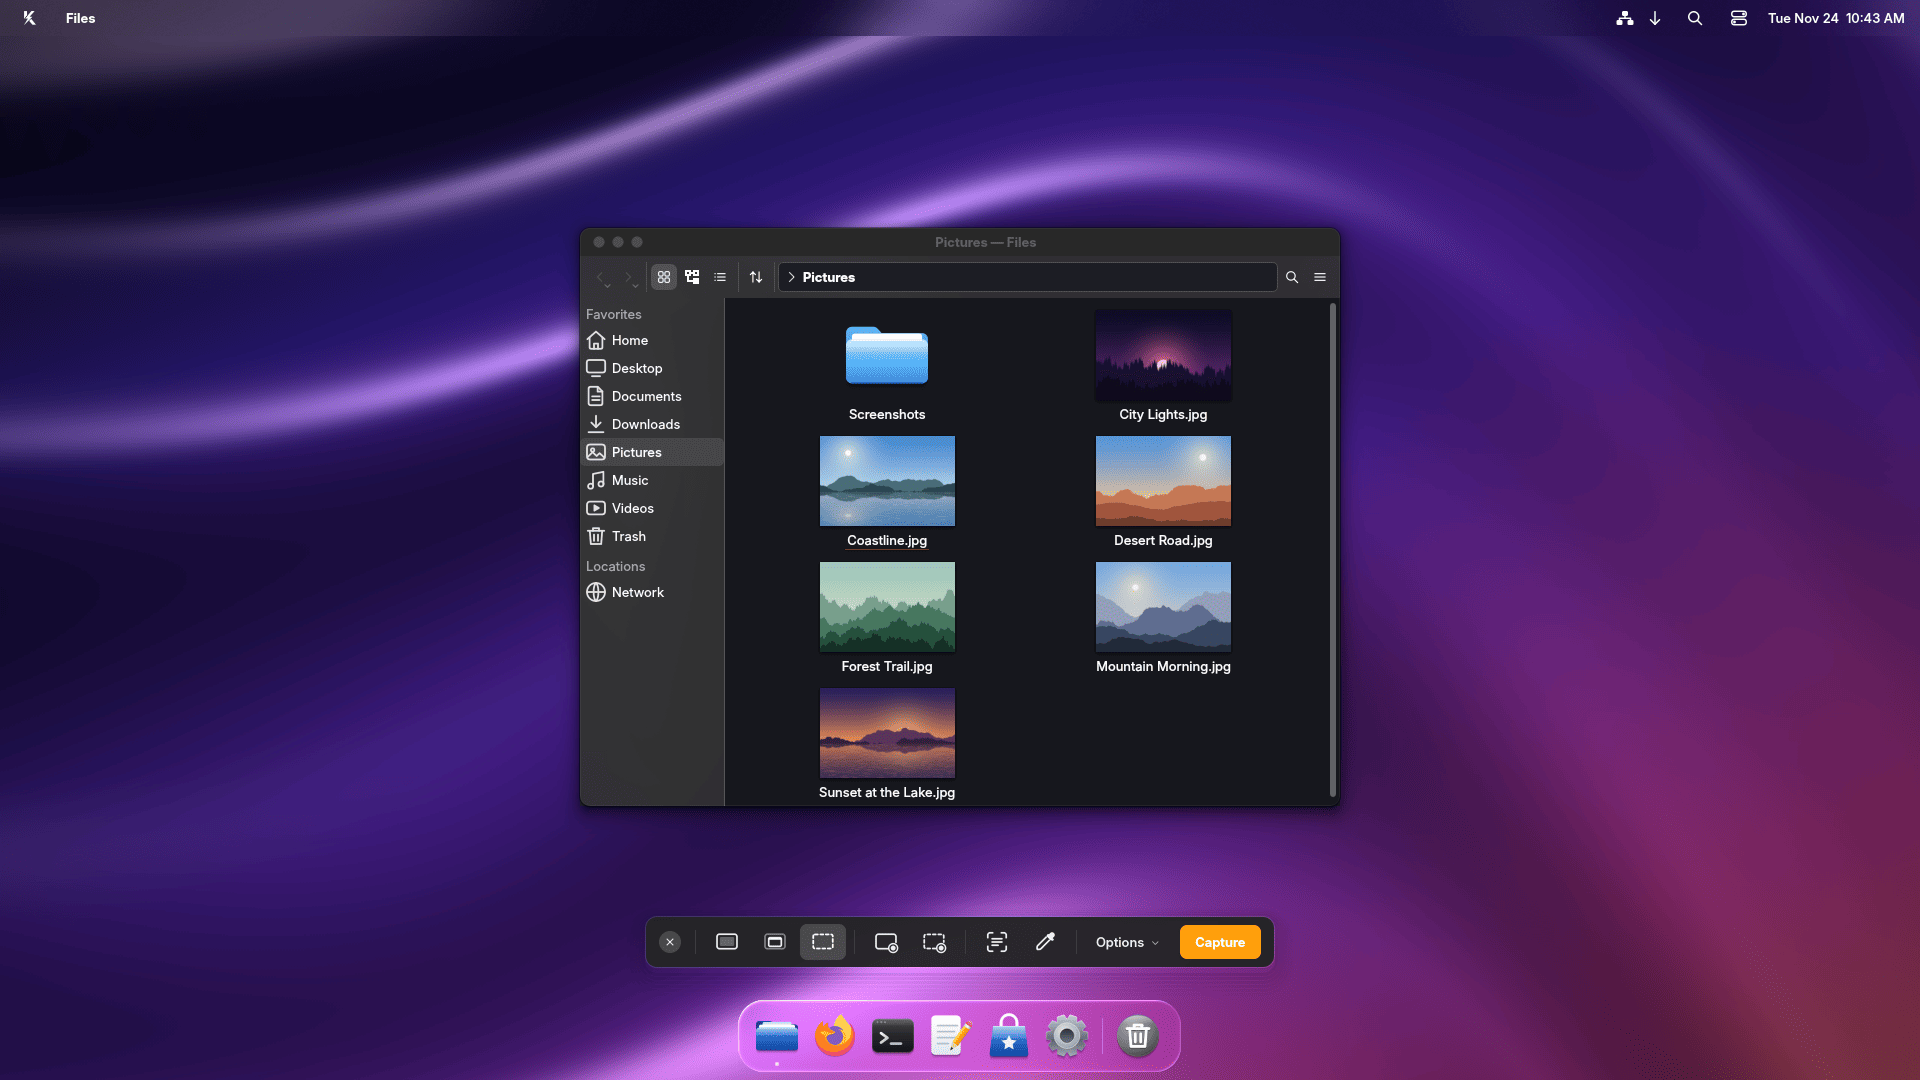 Files
Tue Nov 24 10:43 AM
Pictures — Files
Pictures
Favorites
Home
Desktop
Documents
Downloads
Pictures
Music
Videos
Trash
Locations
Network
Screenshots
City Lights.jpg
Coastline.jpg
Desert Road.jpg
Forest Trail.jpg
Mountain Morning.jpg
Sunset at the Lake.jpg
Options
Capture